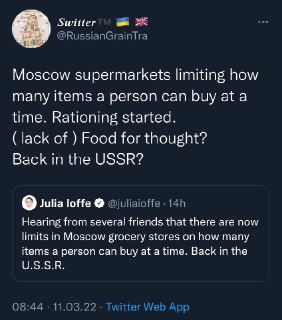 Switter™ 🇺🇦 🇬🇧
@RussianGrainTra
Moscow supermarkets limiting how
many items a person can buy at a
time. Rationing started.
( lack of ) Food for thought?
Back in the USSR?
Julia Ioffe @juliaioffe · 14h
Hearing from several friends that there are now
limits in Moscow grocery stores on how many
items a person can buy at a time. Back in the
U.S.S.R.
08:44 · 11.03.22 · Twitter Web App